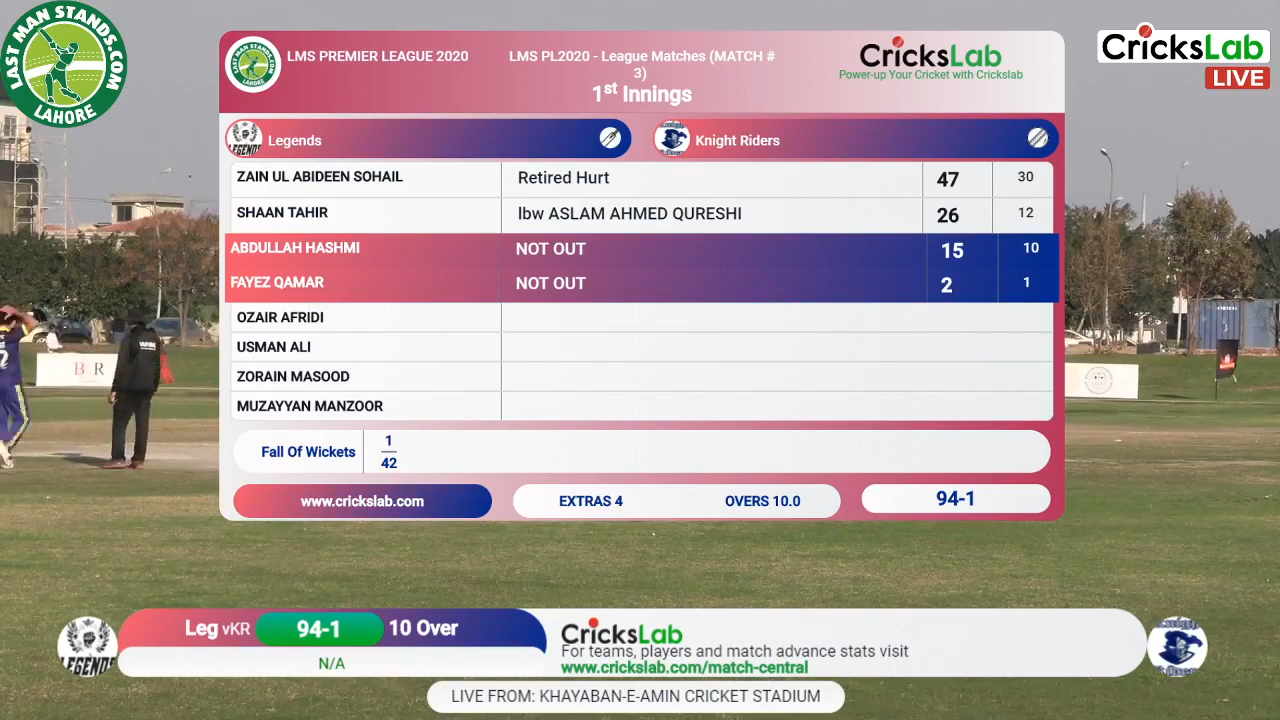 LAST MAN STANDS.COM
LAHORE
LMS PREMIER LEAGUE 2020
LMS PL2020 - League Matches (MATCH #
3)
1st Innings
CricksLab
Power-up Your Cricket with Crickslab
CricksLab
LIVE
Legends
Knight Riders
ZAIN UL ABIDEEN SOHAIL Retired Hurt 47 30
SHAAN TAHIR lbw ASLAM AHMED QURESHI 26 12
ABDULLAH HASHMI NOT OUT 15 10
FAYEZ QAMAR NOT OUT 2 1
OZAIR AFRIDI
USMAN ALI
ZORAIN MASOOD
MUZAYYAN MANZOOR
Fall Of Wickets 1
42
www.crickslab.com EXTRAS 4 OVERS 10.0 94-1
B R
LEGENDS
Leg vKR 94-1 10 Over
N/A
CricksLab
For teams, players and match advance stats visit
www.crickslab.com/match-central
LIVE FROM: KHAYABAN-E-AMIN CRICKET STADIUM